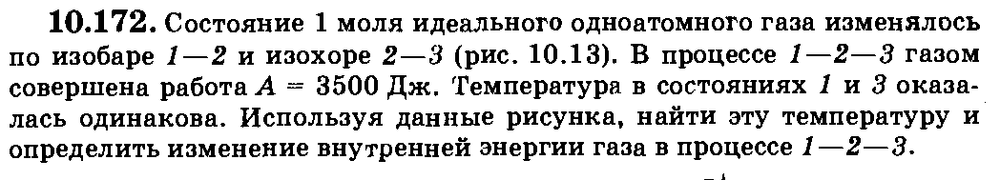 10.172. Состояние 1 моля идеального одноатомного газа изменялось
по изобаре 1—2 и изохоре 2—3 (рис. 10.13). В процессе 1—2—3 газом
совершена работа A = 3500 Дж. Температура в состояниях 1 и 3 оказа-
лась одинакова. Используя данные рисунка, найти эту температуру и
определить изменение внутренней энергии газа в процессе 1—2—3.